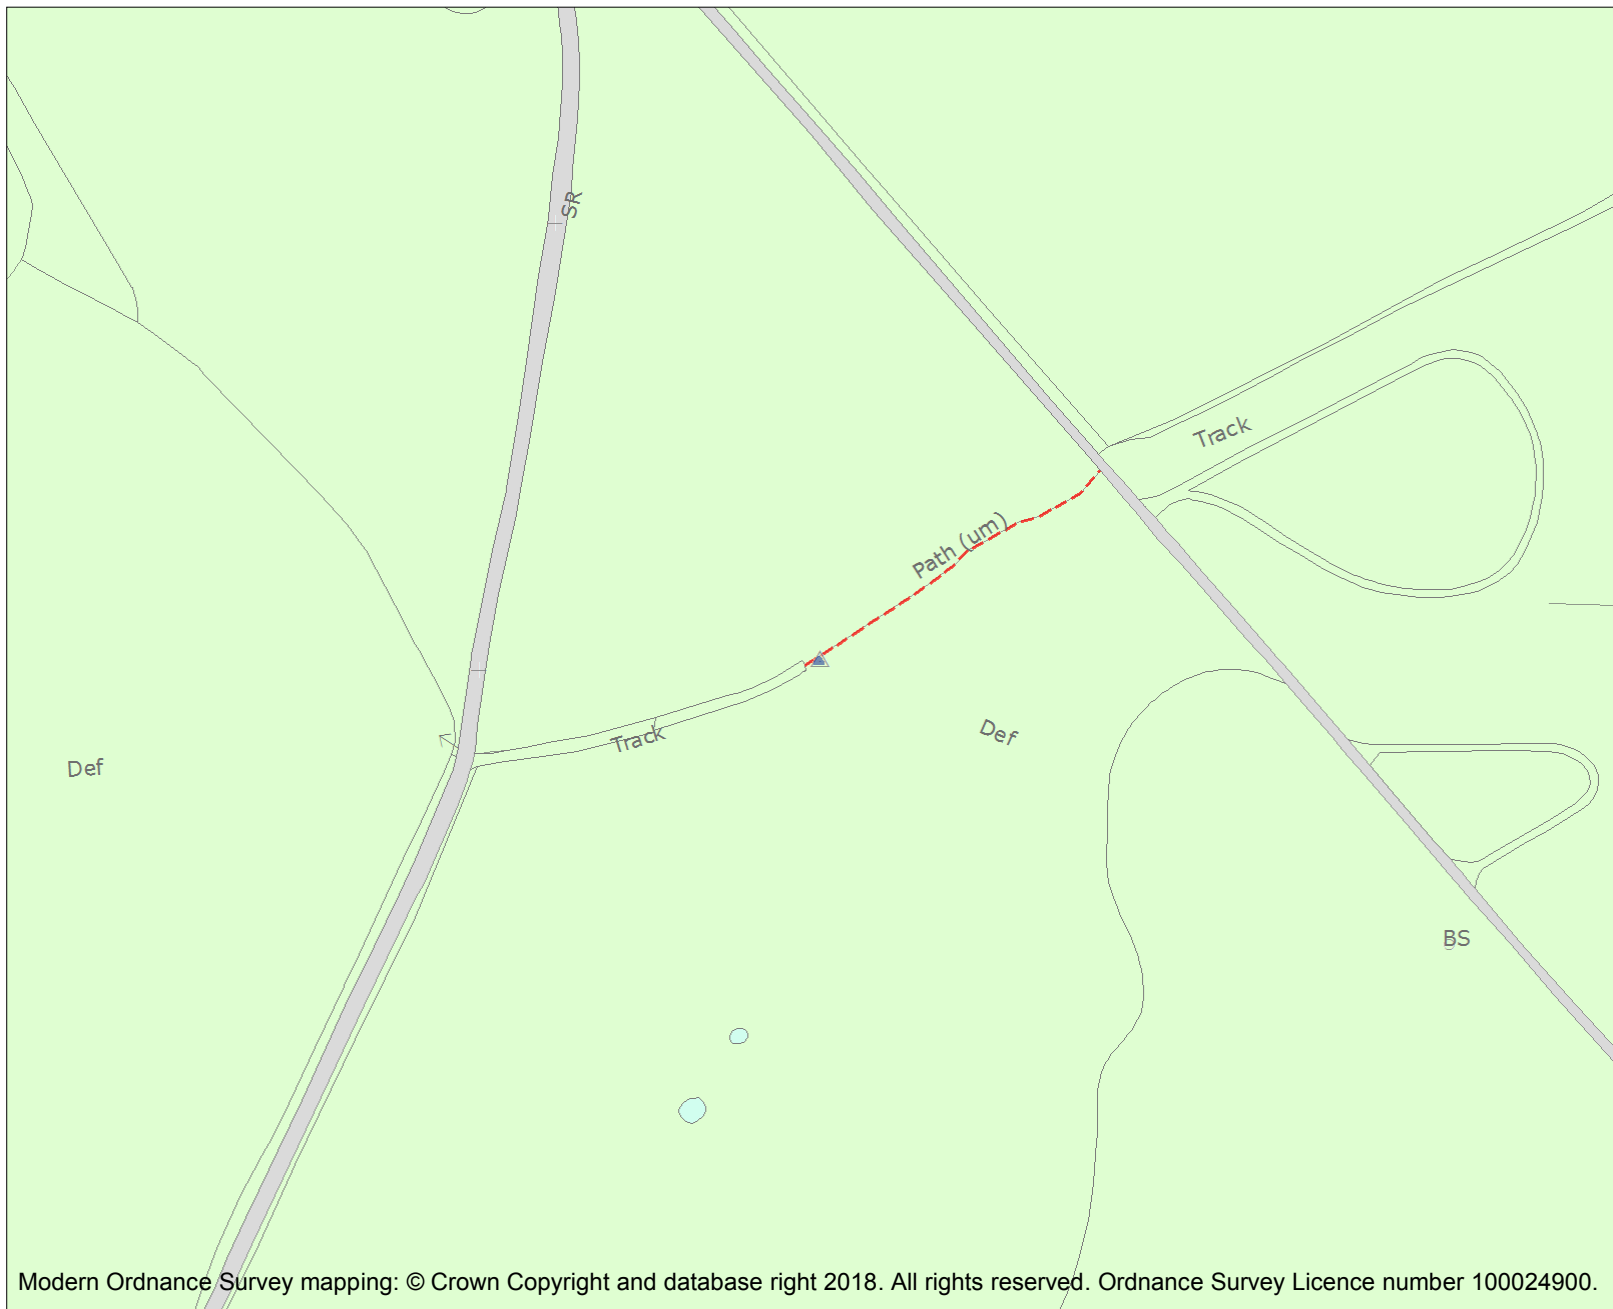 SR
Track
Path (um)
Track
Def
Def
BS
Modern Ordnance Survey mapping: © Crown Copyright and database right 2018. All rights reserved. Ordnance Survey Licence number 100024900.